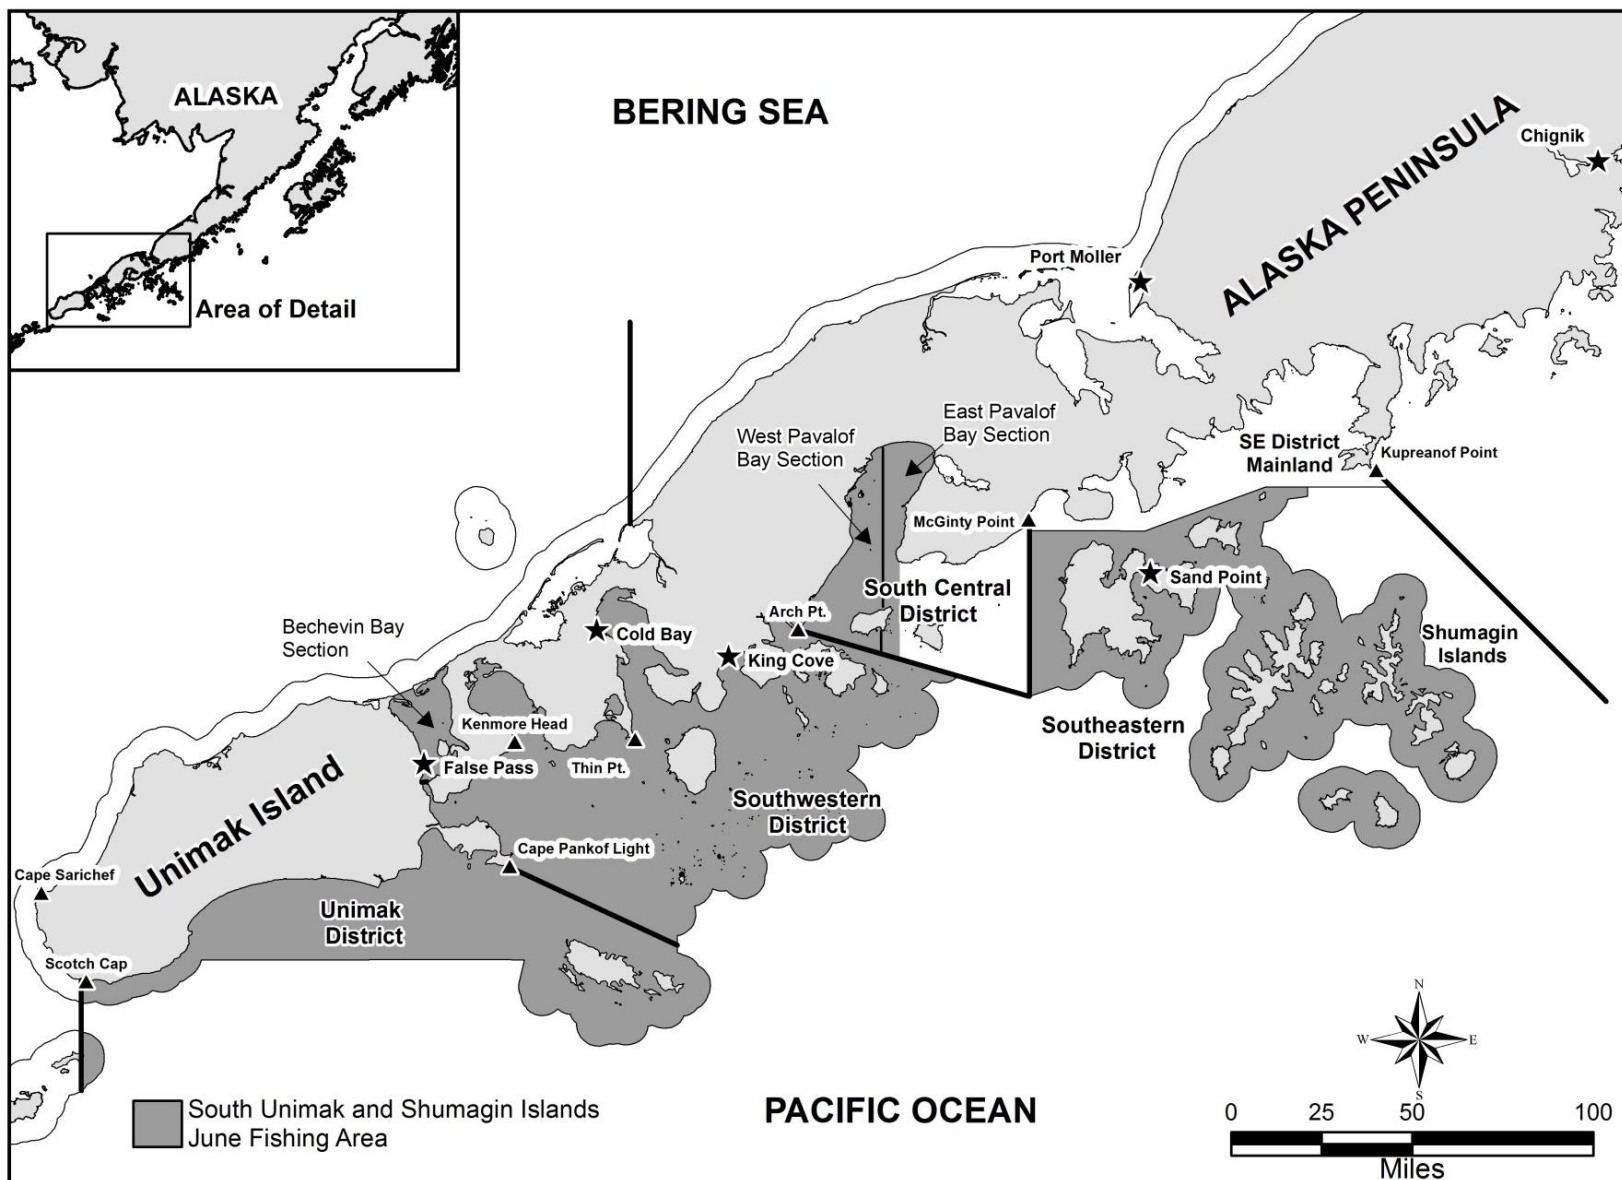 ALASKA
Area of Detail
BERING SEA
ALASKA PENINSULA
Chignik
Port Moller
East Pavalof
Bay Section
West Pavalof
Bay Section
SE District
Mainland
Kupreanof Point
McGinty Point
South Central
District
Sand Point
Arch Pt.
Cold Bay
King Cove
Shumagin
Islands
Bechevin Bay
Section
Kenmore Head
False Pass
Thin Pt.
Southeastern
District
Unimak Island
Southwestern
District
Cape Pankof Light
Cape Sarichef
Unimak
District
Scotch Cap
South Unimak and Shumagin Islands
June Fishing Area
PACIFIC OCEAN
N
W
E
S
0 25 50 100
Miles